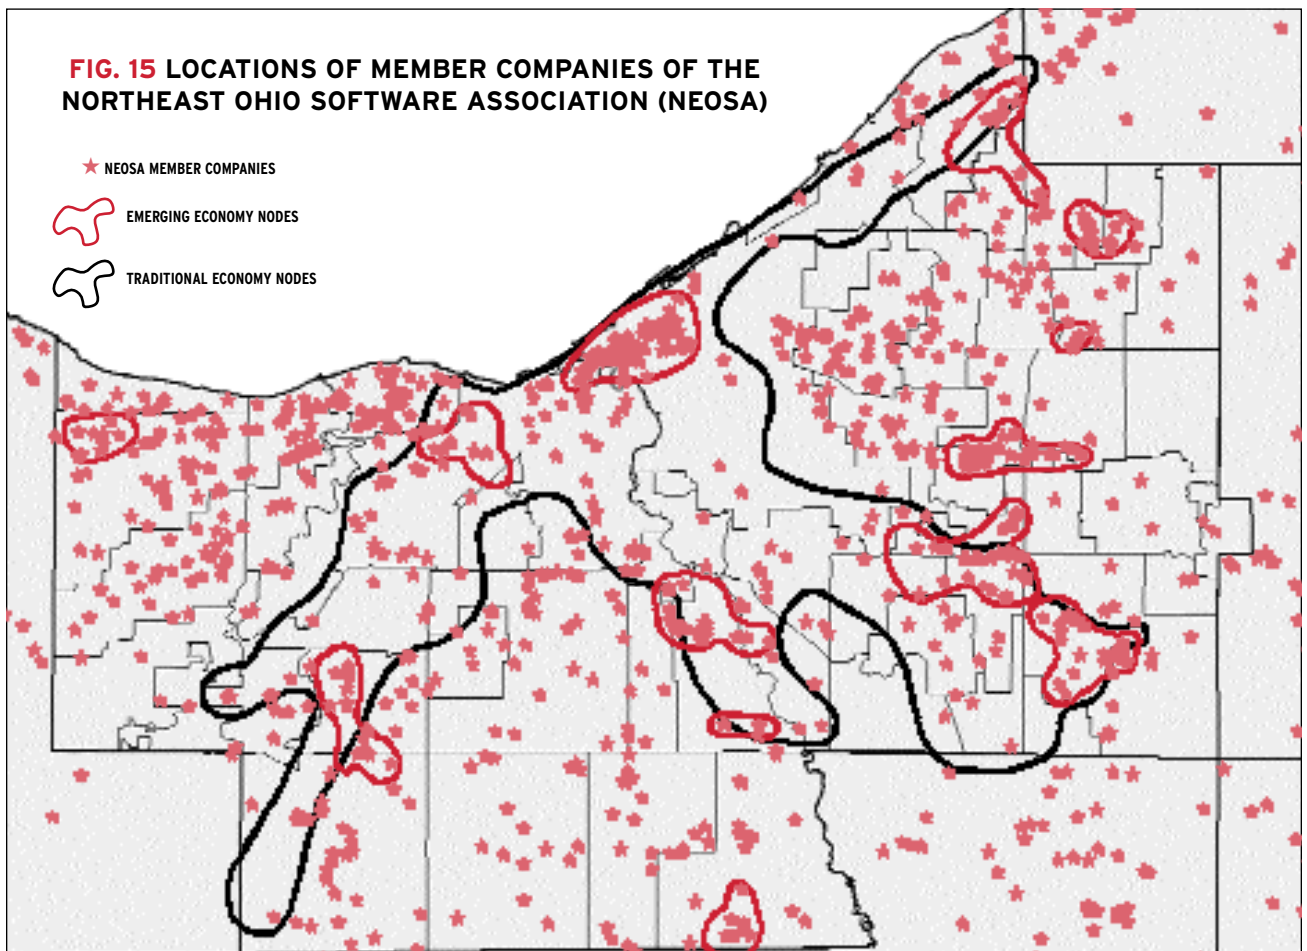 FIG. 15 LOCATIONS OF MEMBER COMPANIES OF THE
NORTHEAST OHIO SOFTWARE ASSOCIATION (NEOSA)
NEOSA MEMBER COMPANIES
EMERGING ECONOMY NODES
TRADITIONAL ECONOMY NODES